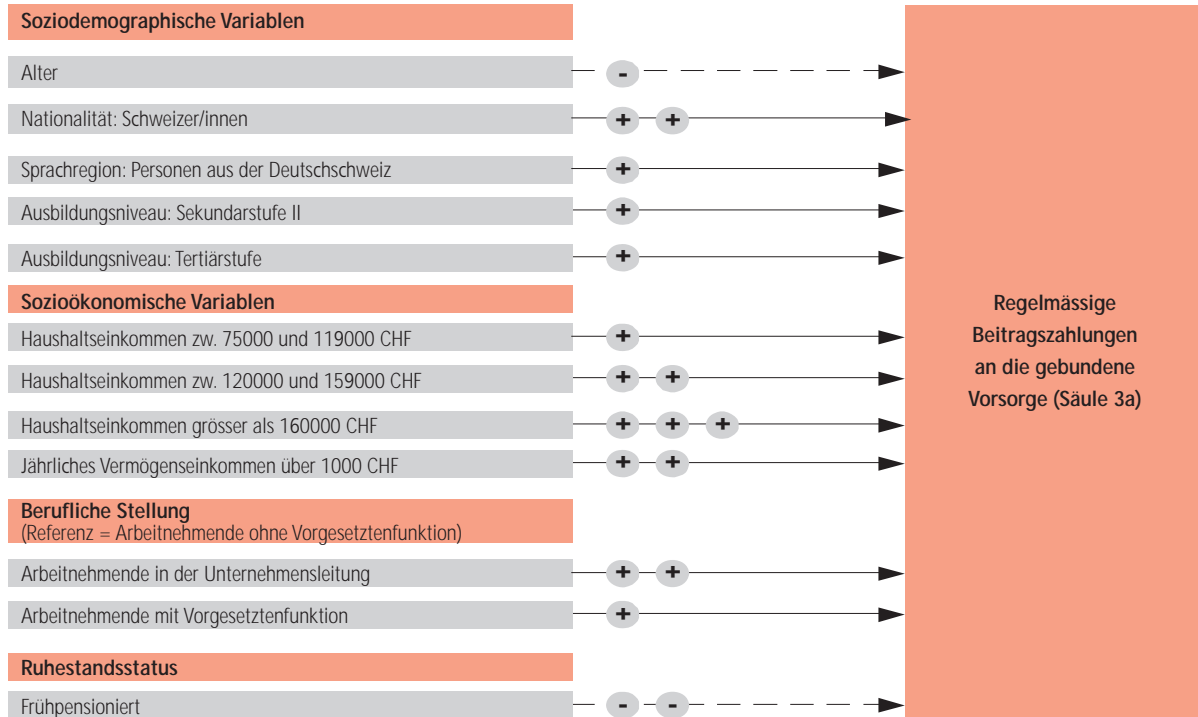 Soziodemographische Variablen
Alter
-
Nationalität: Schweizer/innen
+ +
Sprachregion: Personen aus der Deutschschweiz
+
Ausbildungsniveau: Sekundarstufe II
+
Ausbildungsniveau: Tertiärstufe
+
Sozioökonomische Variablen
Haushaltseinkommen zw. 75000 und 119000 CHF
+
Haushaltseinkommen zw. 120000 und 159000 CHF
+ +
Haushaltseinkommen grösser als 160000 CHF
+ + +
Jährliches Vermögenseinkommen über 1000 CHF
+ +
Berufliche Stellung
(Referenz = Arbeitnehmende ohne Vorgesetztenfunktion)
Arbeitnehmende in der Unternehmensleitung
+ +
Arbeitnehmende mit Vorgesetztenfunktion
+
Ruhestandsstatus
Frühpensioniert
- -
Regelmässige
Beitragszahlungen
an die gebundene
Vorsorge (Säule 3a)